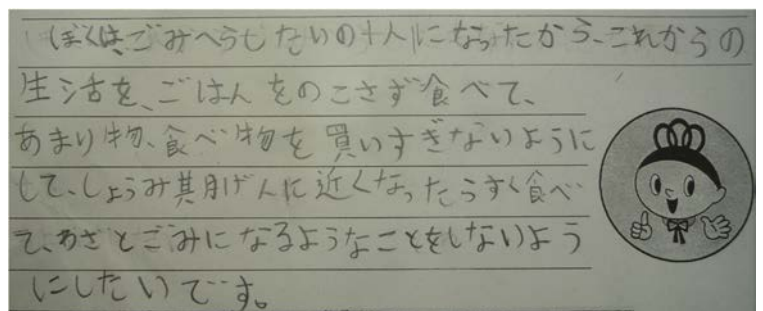 ぼくは、ごみへらしたいの十人になったから、これからの
生活を、ごはんをのこさず食べて、
あまり物、食べ物を買いすぎないように
して、しょうみ期げんに近くなったらすぐ食べ
て、わざとごみになるようなことをしないよう
にしたいです。